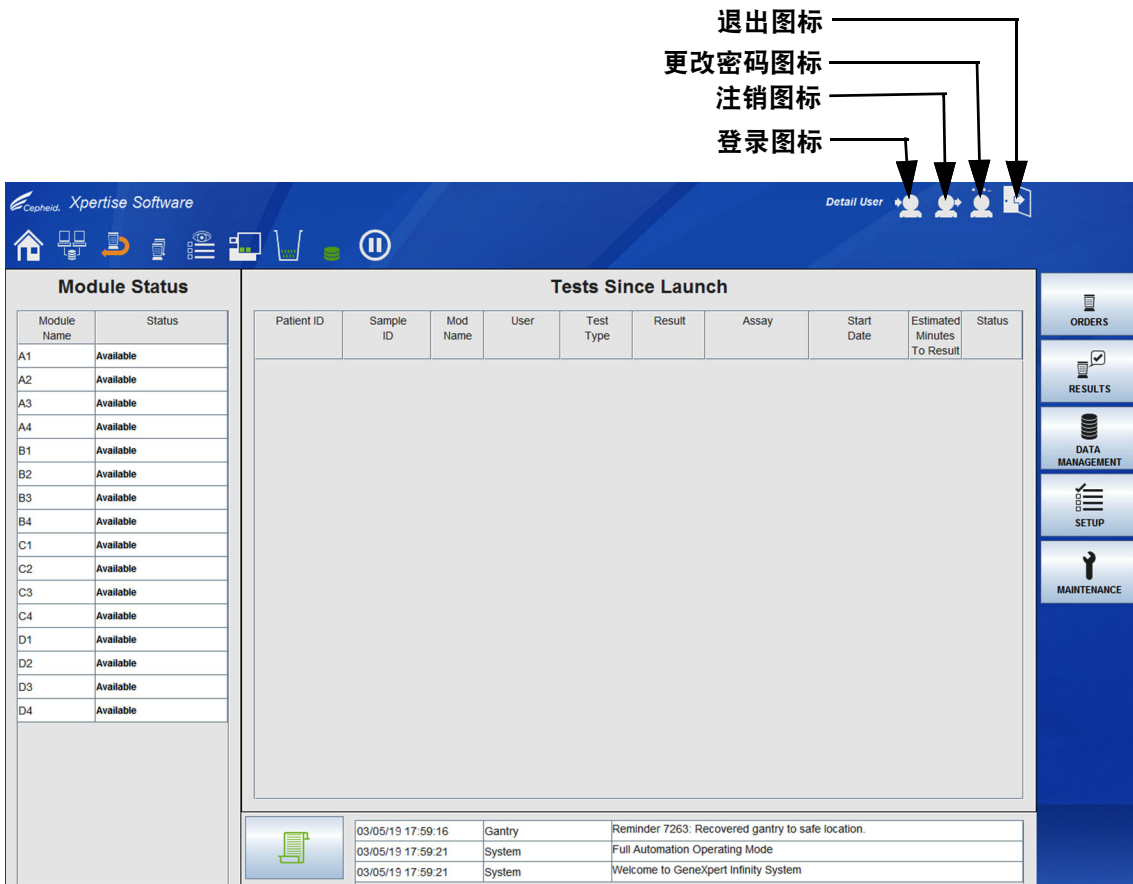 退出图标
更改密码图标
注销图标
登录图标
Cepheid. Xpertise Software
Detail User
Module Status
Module Name
Status
A1 Available
A2 Available
A3 Available
A4 Available
B1 Available
B2 Available
B3 Available
B4 Available
C1 Available
C2 Available
C3 Available
C4 Available
D1 Available
D2 Available
D3 Available
D4 Available
Tests Since Launch
Patient ID
Sample ID
Mod Name
User
Test Type
Result
Assay
Start Date
Estimated Minutes To Result
Status
03/05/19 17:59:16 Gantry Reminder 7263: Recovered gantry to safe location.
03/05/19 17:59:21 System Full Automation Operating Mode
03/05/19 17:59:21 System Welcome to GeneXpert Infinity System
ORDERS
RESULTS
DATA
MANAGEMENT
SETUP
MAINTENANCE